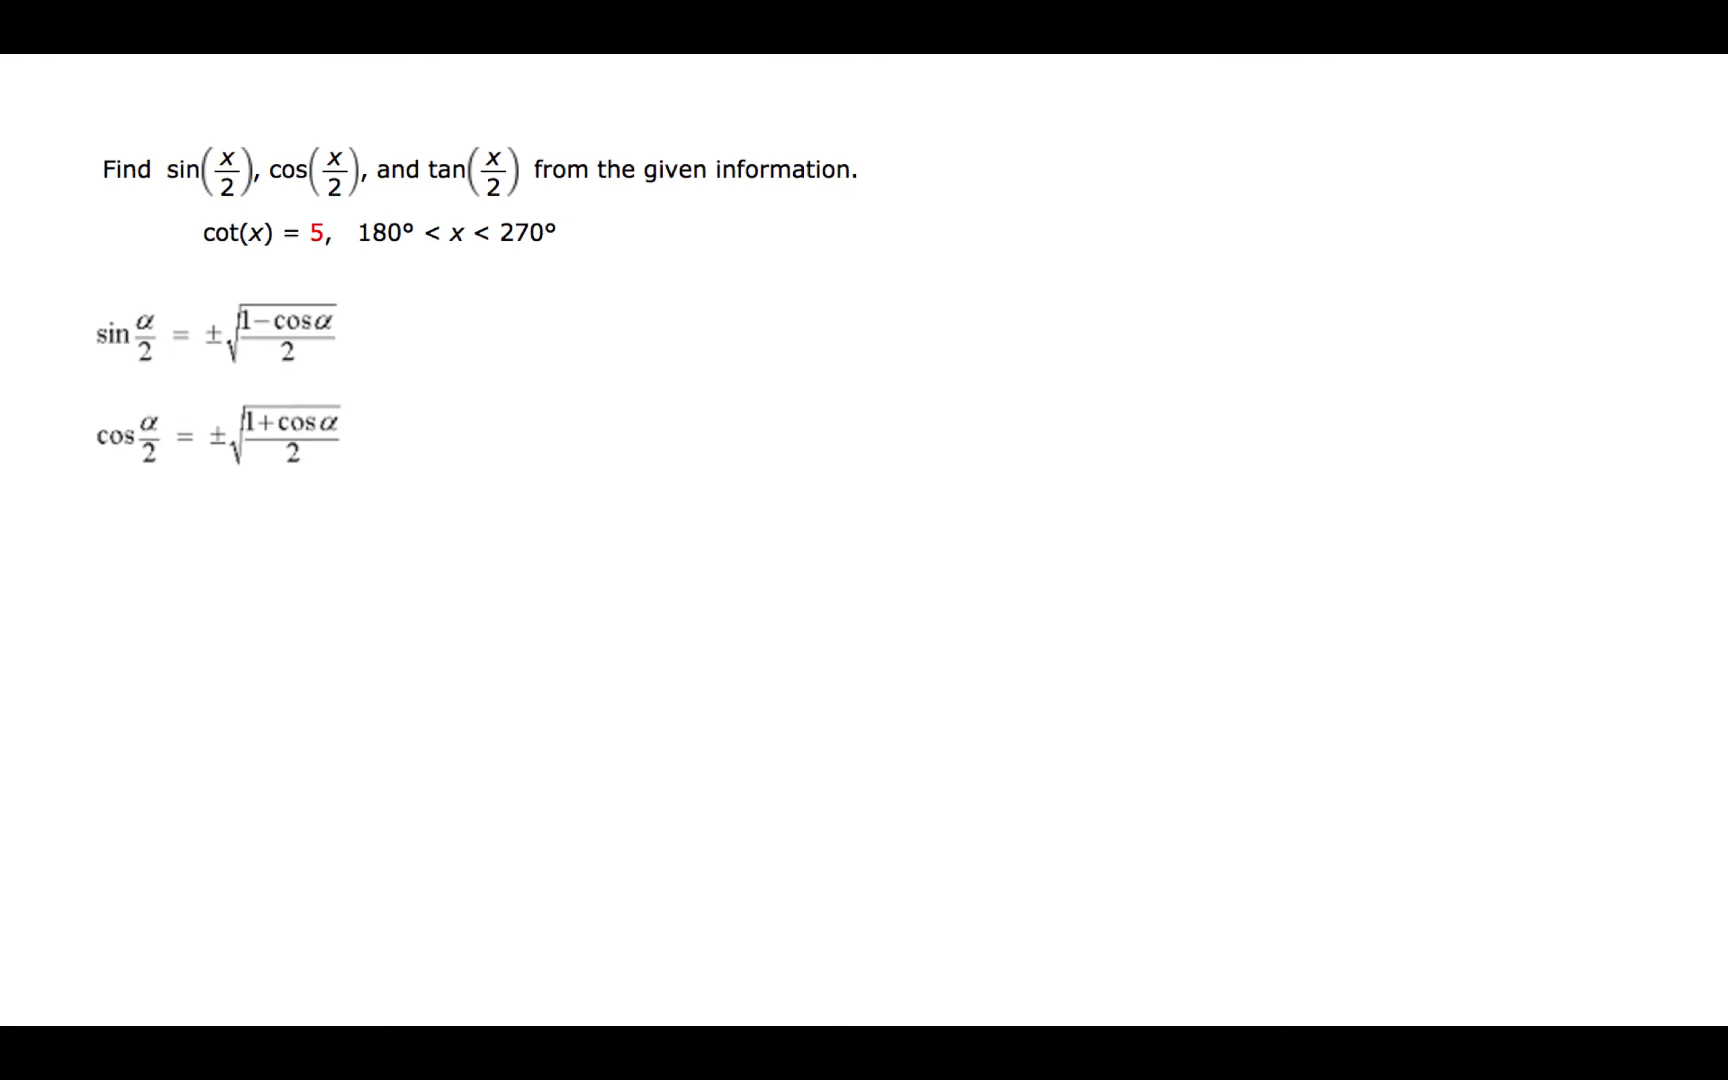 Find sin(x/2), cos(x/2), and tan(x/2) from the given information.
cot(x) = 5, 180° < x < 270°
sin α/2 = ±√((1−cos α)/2)
cos α/2 = ±√((1+cos α)/2)